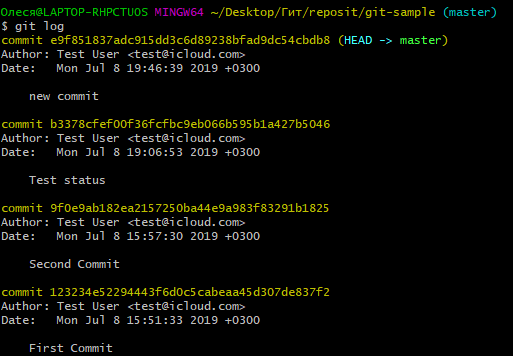 Олеся@LAPTOP-RHPCTUOS MINGW64 ~/Desktop/Гит/reposit/git-sample (master)
$ git log
commit e9f851837adc915dd3c6d89238bfad9dc54cbdb8 (HEAD -> master)
Author: Test User <test@icloud.com>
Date:   Mon Jul 8 19:46:39 2019 +0300
    new commit
commit b3378cfef00f36fcfbc9eb066b595b1a427b5046
Author: Test User <test@icloud.com>
Date:   Mon Jul 8 19:06:53 2019 +0300
    Test status
commit 9f0e9ab182ea2157250ba44e9a983f83291b1825
Author: Test User <test@icloud.com>
Date:   Mon Jul 8 15:57:30 2019 +0300
    Second Commit
commit 123234e52294443f6d0c5cabeaa45d307de837f2
Author: Test User <test@icloud.com>
Date:   Mon Jul 8 15:51:33 2019 +0300
    First Commit